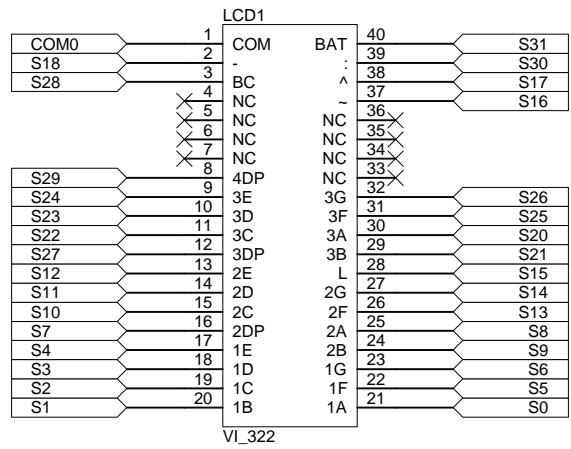 LCD1
COM0 1 COM BAT 40 S31
S18 2 - : 39 S30
S28 3 BC ^ 38 S17
4 NC ~ 37 S16
5 NC NC 36
6 NC NC 35
7 NC NC 34
NC 33
S29 8 4DP 3G 32 S26
S24 9 3E 3F 31 S25
S23 10 3D 3A 30 S20
S22 11 3C 3B 29 S21
S27 12 3DP L 28 S15
S12 13 2E 2G 27 S14
S11 14 2D 2F 26 S13
S10 15 2C 2A 25 S8
S7 16 2DP 2B 24 S9
S4 17 1E 1G 23 S6
S3 18 1D 1F 22 S5
S2 19 1C 1A 21 S0
S1 20 1B
VI_322